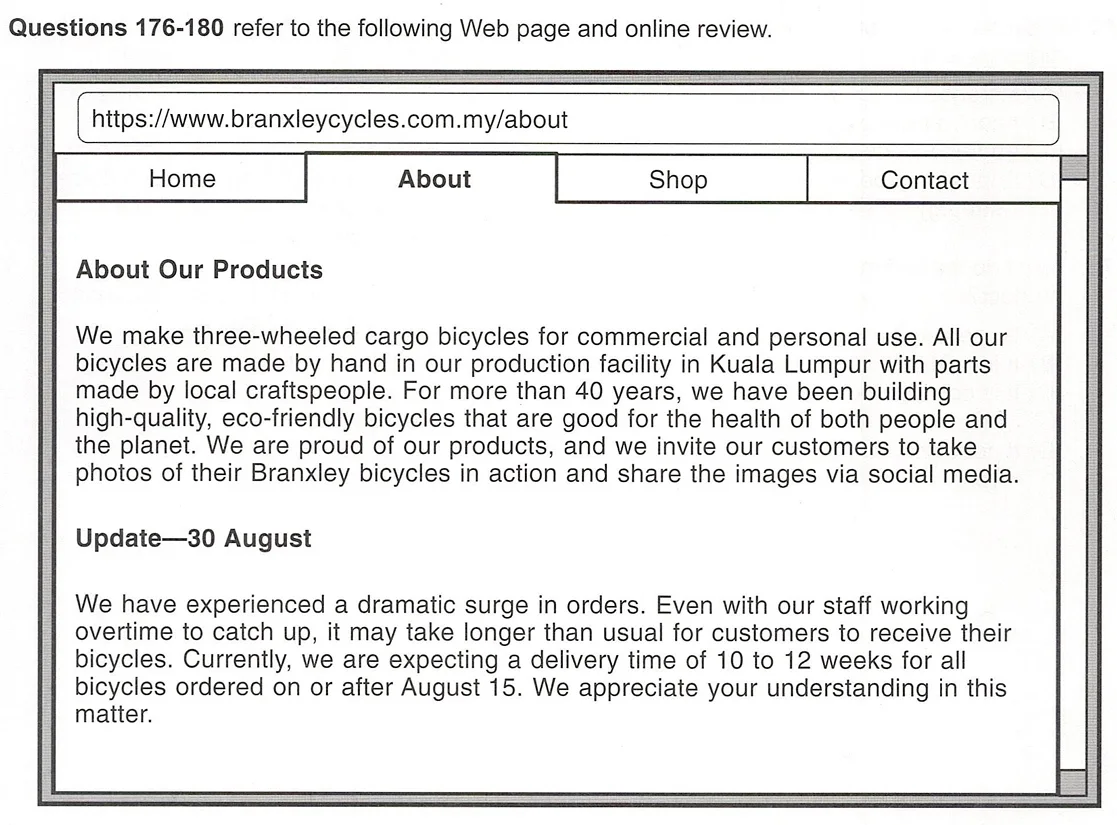 Questions 176-180 refer to the following Web page and online review.
https://www.branxleycycles.com.my/about
Home
About
Shop
Contact
About Our Products
We make three-wheeled cargo bicycles for commercial and personal use. All our
bicycles are made by hand in our production facility in Kuala Lumpur with parts
made by local craftspeople. For more than 40 years, we have been building
high-quality, eco-friendly bicycles that are good for the health of both people and
the planet. We are proud of our products, and we invite our customers to take
photos of their Branxley bicycles in action and share the images via social media.
Update—30 August
We have experienced a dramatic surge in orders. Even with our staff working
overtime to catch up, it may take longer than usual for customers to receive their
bicycles. Currently, we are expecting a delivery time of 10 to 12 weeks for all
bicycles ordered on or after August 15. We appreciate your understanding in this
matter.